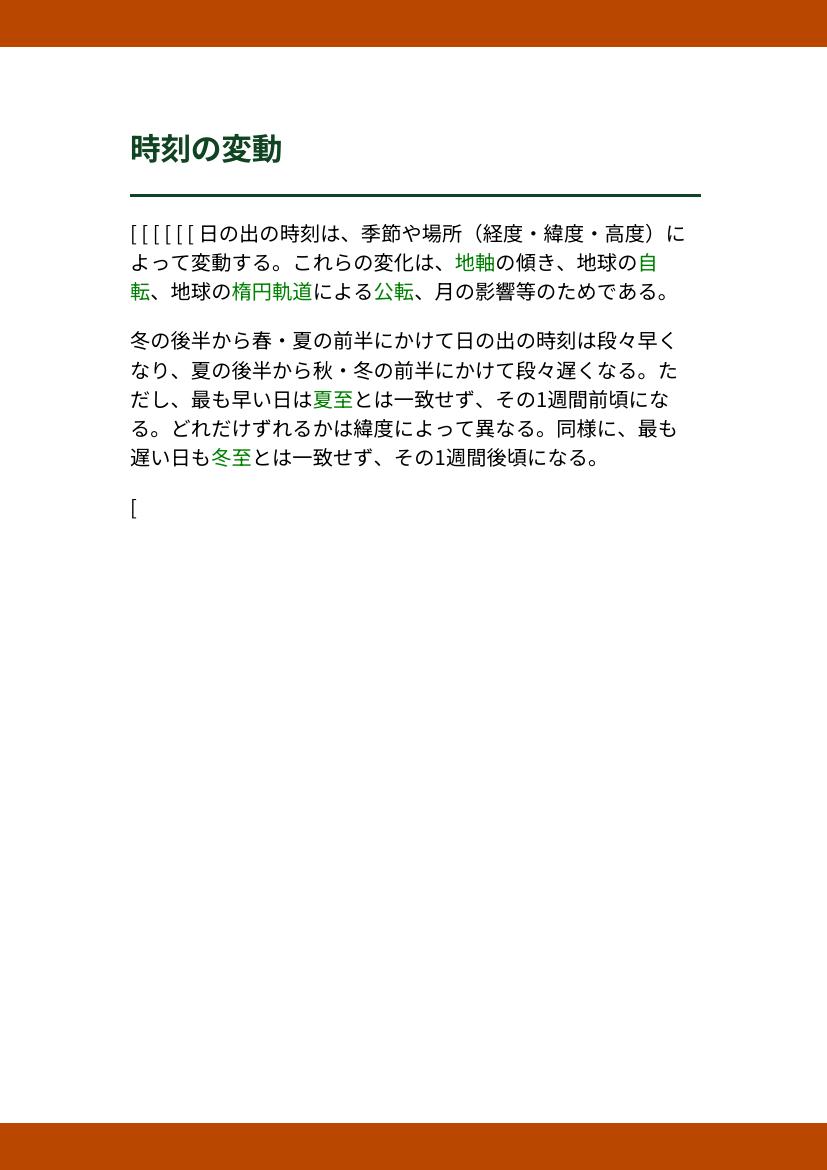 時刻の変動
[ [ [ [ [ [ 日の出の時刻は、季節や場所（経度・緯度・高度）に
よって変動する。これらの変化は、地軸の傾き、地球の自
転、地球の楕円軌道による公転、月の影響等のためである。
冬の後半から春・夏の前半にかけて日の出の時刻は段々早く
なり、夏の後半から秋・冬の前半にかけて段々遅くなる。た
だし、最も早い日は夏至とは一致せず、その1週間前頃にな
る。どれだけずれるかは緯度によって異なる。同様に、最も
遅い日も冬至とは一致せず、その1週間後頃になる。
[